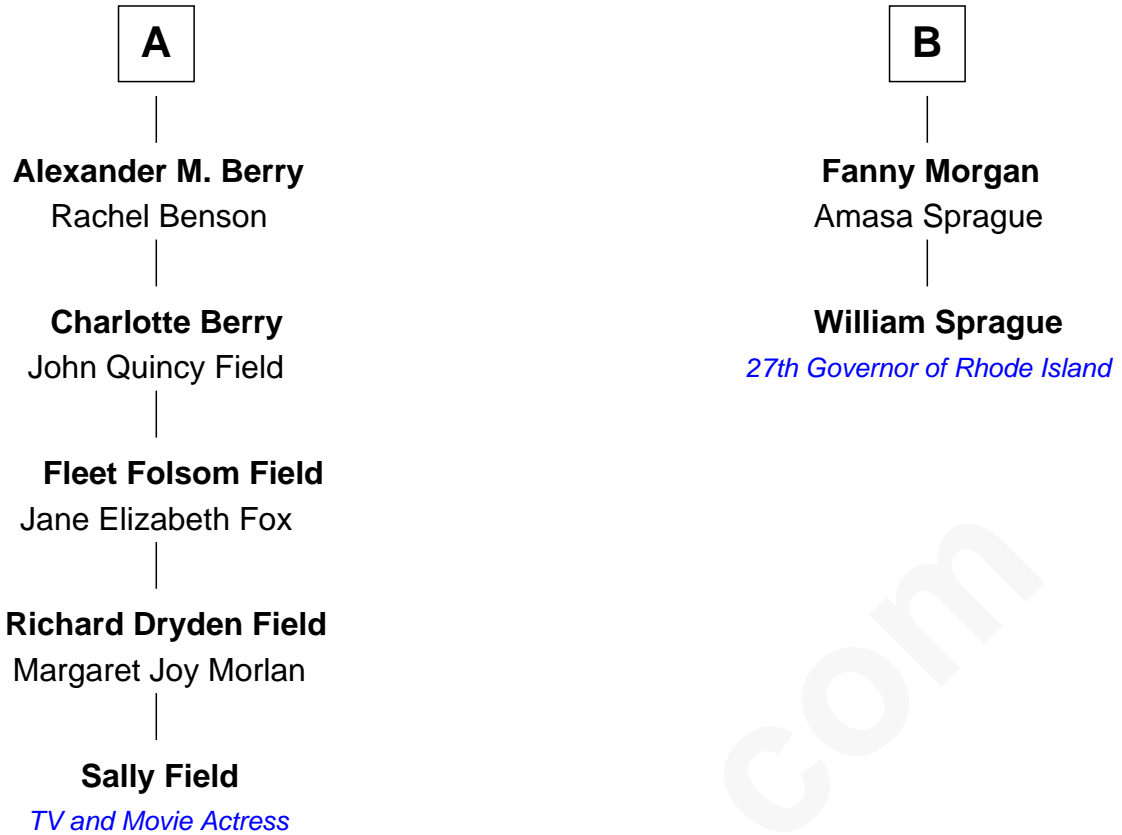 A
Alexander M. Berry
Rachel Benson
Charlotte Berry
John Quincy Field
Fleet Folsom Field
Jane Elizabeth Fox
Richard Dryden Field
Margaret Joy Morlan
Sally Field
TV and Movie Actress
B
Fanny Morgan
Amasa Sprague
William Sprague
27th Governor of Rhode Island
com